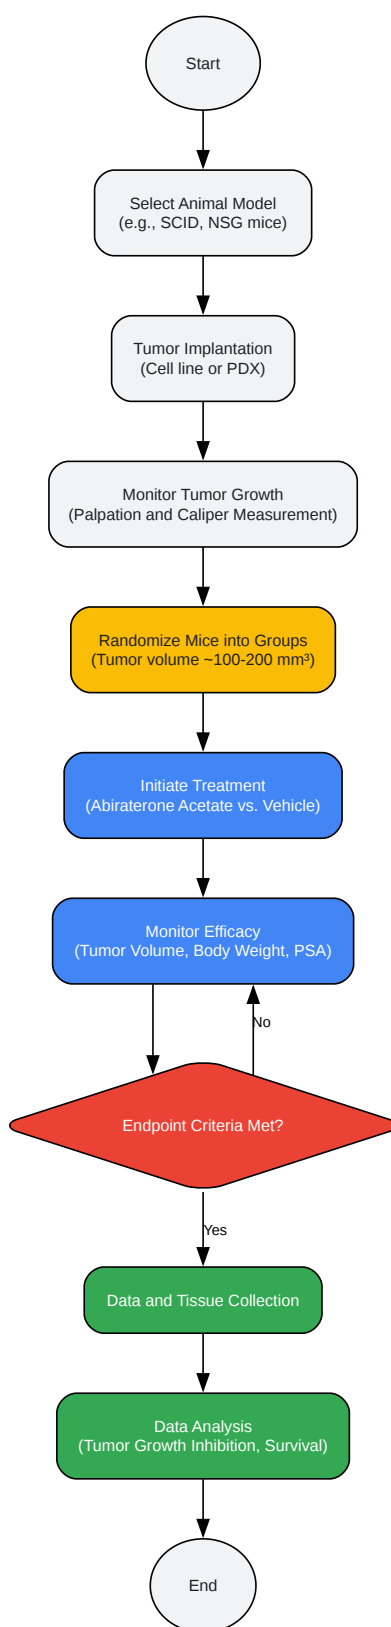 Start
Select Animal Model
(e.g., SCID, NSG mice)
Tumor Implantation
(Cell line or PDX)
Monitor Tumor Growth
(Palpation and Caliper Measurement)
Randomize Mice into Groups
(Tumor volume ~100-200 mm³)
Initiate Treatment
(Abiraterone Acetate vs. Vehicle)
Monitor Efficacy
(Tumor Volume, Body Weight, PSA)
No
Endpoint Criteria Met?
Yes
Data and Tissue Collection
Data Analysis
(Tumor Growth Inhibition, Survival)
End